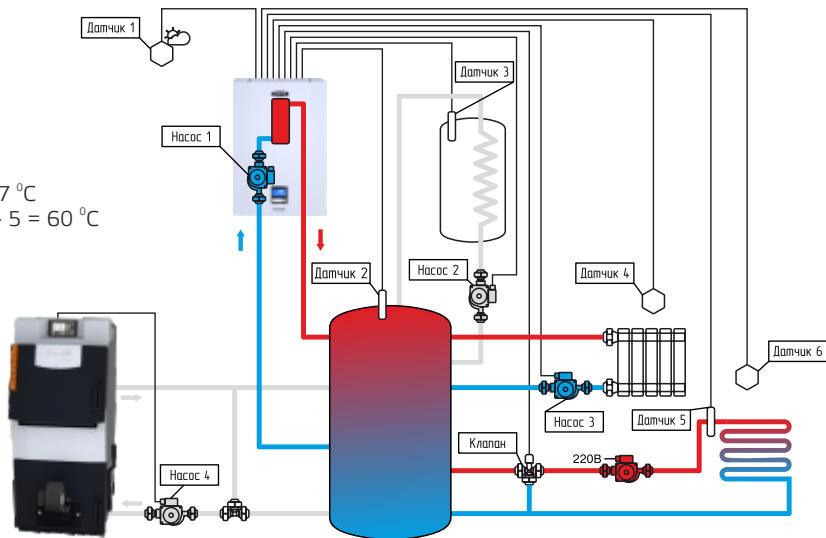 Датчик 1
Датчик 3
Насос 1
7 °C
- 5 = 60 °C
Датчик 2
Насос 2
Датчик 4
Датчик 6
Насос 3
Датчик 5
Клапан
220В
Насос 4